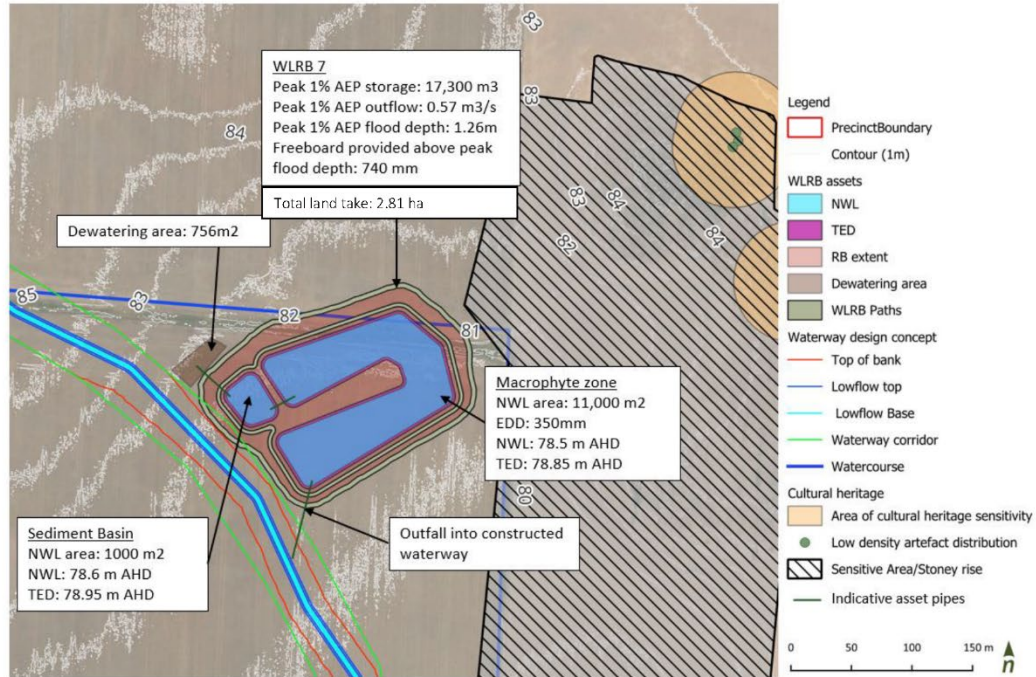 83
WLRB 7
Peak 1% AEP storage: 17,300 m3
Peak 1% AEP outflow: 0.57 m3/s
Peak 1% AEP flood depth: 1.26m
Freeboard provided above peak
flood depth: 740 mm
Total land take: 2.81 ha
83
84
Dewatering area: 756m2
83
84
82
84
85
83
82
81
Macrophyte zone
NWL area: 11,000 m2
EDD: 350mm
NWL: 78.5 m AHD
TED: 78.85 m AHD
80
Sediment Basin
NWL area: 1000 m2
NWL: 78.6 m AHD
TED: 78.95 m AHD
Outfall into constructed
waterway
Legend
PrecinctBoundary
Contour (1m)
WLRB assets
NWL
TED
RB extent
Dewatering area
WLRB Paths
Waterway design concept
Top of bank
Lowflow top
Lowflow Base
Waterway corridor
Watercourse
Cultural heritage
Area of cultural heritage sensitivity
Low density artefact distribution
Sensitive Area/Stoney rise
Indicative asset pipes
0 50 100 150 m
n